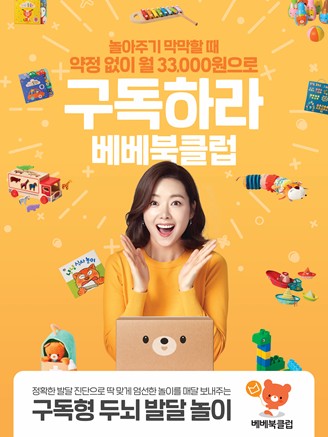 놀아주기 막막할 때
약정 없이 월 33,000원으로
구독하라
베베북클럽
정확한 발달 진단으로 딱 맞게 엄선한 놀이를 매달 보내주는
구독형 두뇌 발달 놀이
베베북클럽